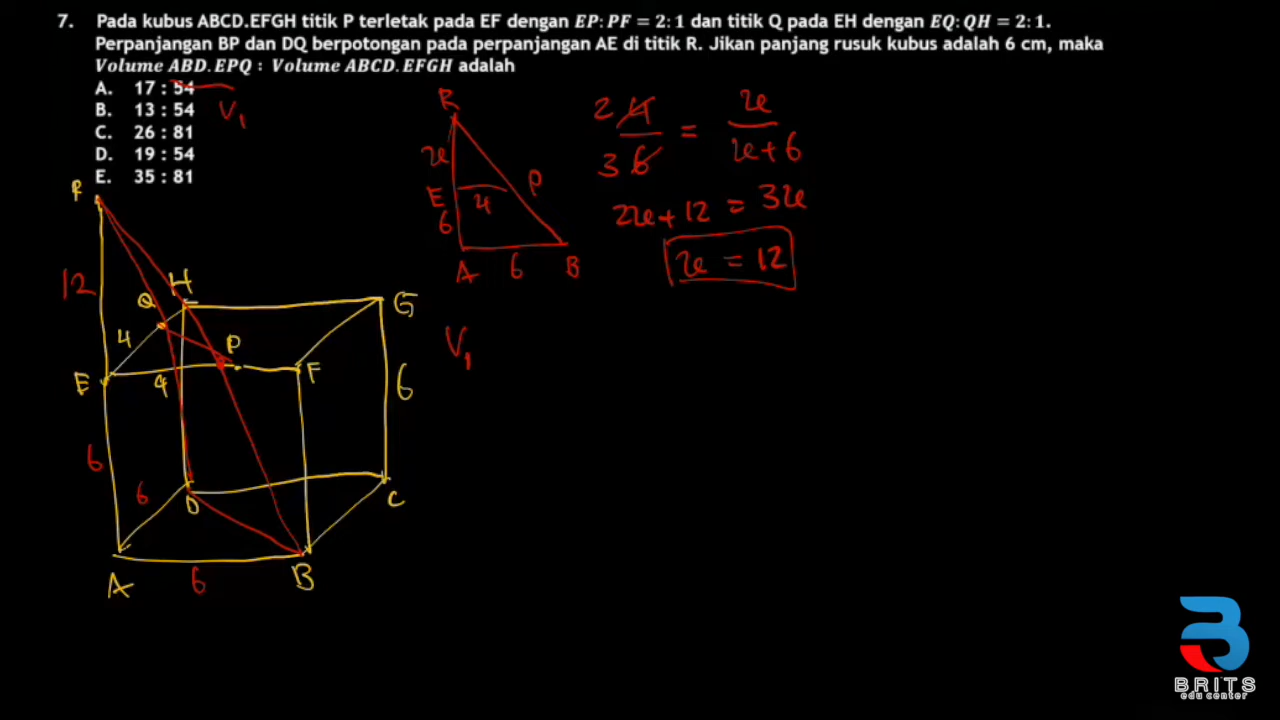 7. Pada kubus ABCD.EFGH titik P terletak pada EF dengan EP:PF = 2:1 dan titik Q pada EH dengan EQ:QH = 2:1.
Perpanjangan BP dan DQ berpotongan pada perpanjangan AE di titik R. Jikan panjang rusuk kubus adalah 6 cm, maka
Volume ABD.EPQ : Volume ABCD.EFGH adalah
A. 17 : 54
B. 13 : 54
C. 26 : 81
D. 19 : 54
E. 35 : 81
V₁
R
x
E
4
P
6
A
6
B
2 4 / 3 6 = x / x+6
2x+12 = 3x
x = 12
V₁
R
12
H
Q
G
4
P
E
4
F
6
6
6
D
C
A
6
B
BRITS
edu center